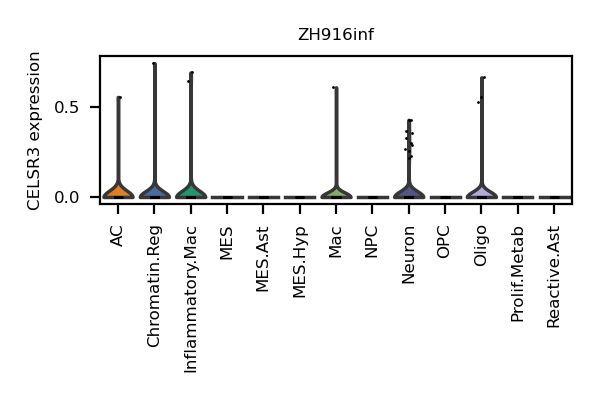 ZH916inf
CELSR3 expression
0.5
0.0
AC
Chromatin.Reg
Inflammatory.Mac
MES
MES.Ast
MES.Hyp
Mac
NPC
Neuron
OPC
Oligo
Prolif.Metab
Reactive.Ast